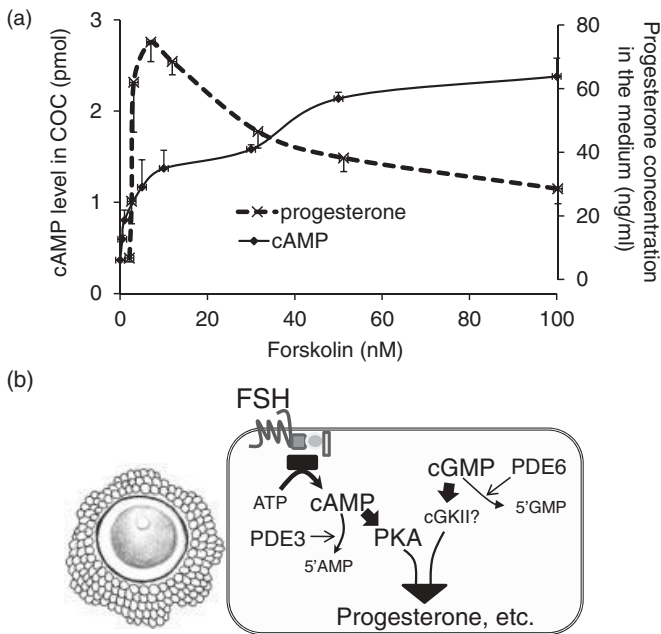 (a)
cAMP level in COC (pmol)
3
2
1
0
80
60
40
20
0
Progesterone concentration
in the medium (ng/ml)
progesterone
cAMP
0 20 40 60 80 100
Forskolin (nM)
(b)
FSH
ATP
cAMP
PDE3
5'AMP
PKA
cGMP
PDE6
cGKII?
5'GMP
Progesterone, etc.